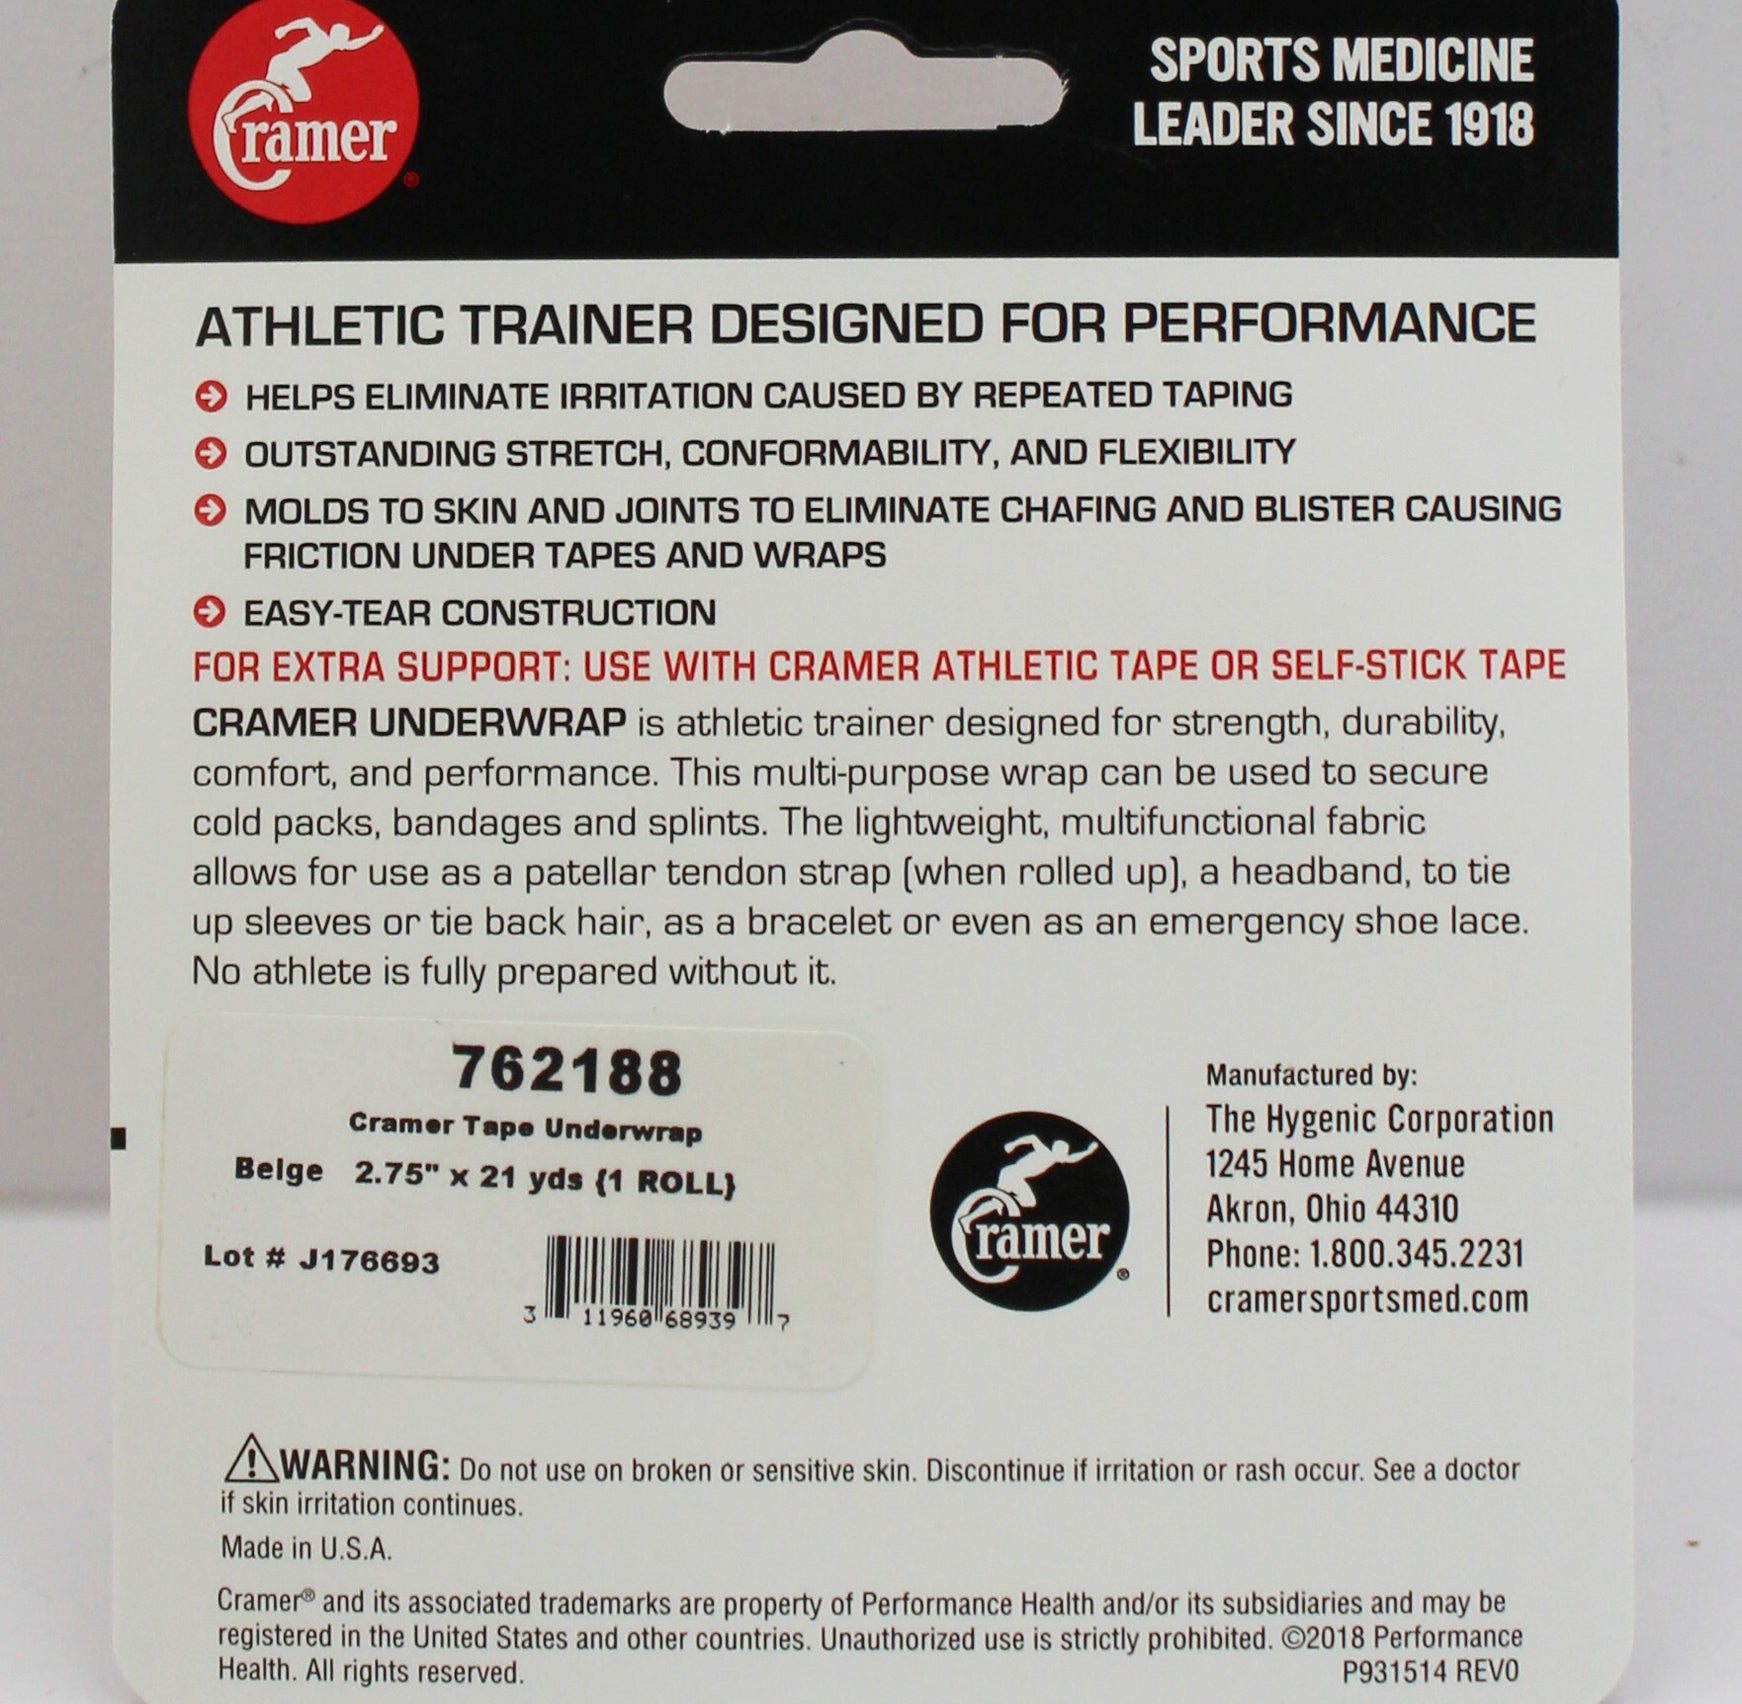 Cramer®
SPORTS MEDICINE
LEADER SINCE 1918
ATHLETIC TRAINER DESIGNED FOR PERFORMANCE
HELPS ELIMINATE IRRITATION CAUSED BY REPEATED TAPING
OUTSTANDING STRETCH, CONFORMABILITY, AND FLEXIBILITY
MOLDS TO SKIN AND JOINTS TO ELIMINATE CHAFING AND BLISTER CAUSING
FRICTION UNDER TAPES AND WRAPS
EASY-TEAR CONSTRUCTION
FOR EXTRA SUPPORT: USE WITH CRAMER ATHLETIC TAPE OR SELF-STICK TAPE
CRAMER UNDERWRAP is athletic trainer designed for strength, durability,
comfort, and performance. This multi-purpose wrap can be used to secure
cold packs, bandages and splints. The lightweight, multifunctional fabric
allows for use as a patellar tendon strap (when rolled up), a headband, to tie
up sleeves or tie back hair, as a bracelet or even as an emergency shoe lace.
No athlete is fully prepared without it.
762188
Cramer Tape Underwrap
Beige 2.75" x 21 yds {1 ROLL}
Lot # J176693
3 11960 68939 7
Cramer®
Manufactured by:
The Hygenic Corporation
1245 Home Avenue
Akron, Ohio 44310
Phone: 1.800.345.2231
cramersportsmed.com
WARNING: Do not use on broken or sensitive skin. Discontinue if irritation or rash occur. See a doctor
if skin irritation continues.
Made in U.S.A.
Cramer® and its associated trademarks are property of Performance Health and/or its subsidiaries and may be
registered in the United States and other countries. Unauthorized use is strictly prohibited. ©2018 Performance
Health. All rights reserved.
P931514 REV0